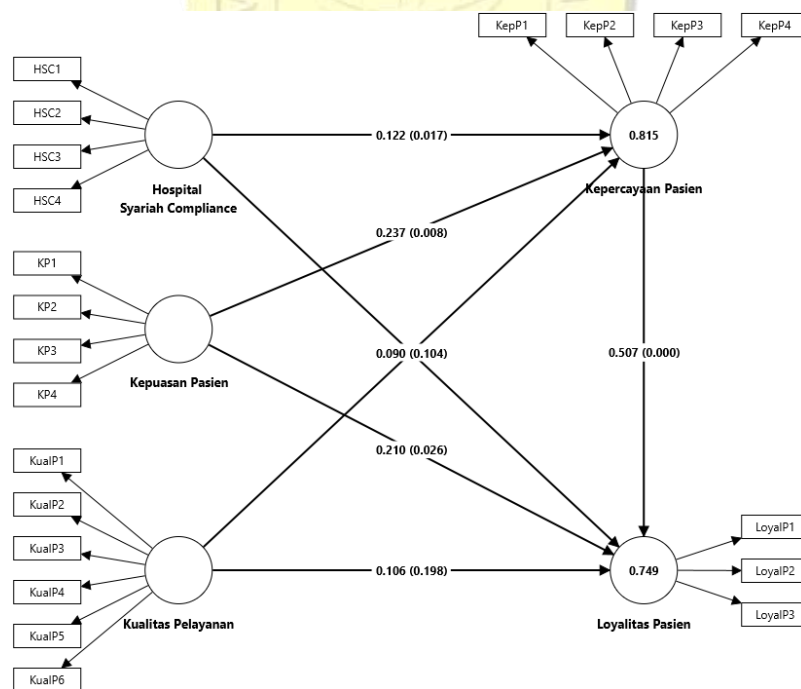 KepP1
KepP2
KepP3
KepP4
HSC1
HSC2
HSC3
HSC4
Hospital
Syariah Compliance
0.122 (0.017)
0.815
Kepercayaan Pasien
0.237 (0.008)
KP1
KP2
KP3
KP4
Kepuasan Pasien
0.090 (0.104)
0.507 (0.000)
0.210 (0.026)
KualP1
KualP2
KualP3
KualP4
KualP5
KualP6
Kualitas Pelayanan
0.106 (0.198)
0.749
Loyalitas Pasien
LoyalP1
LoyalP2
LoyalP3